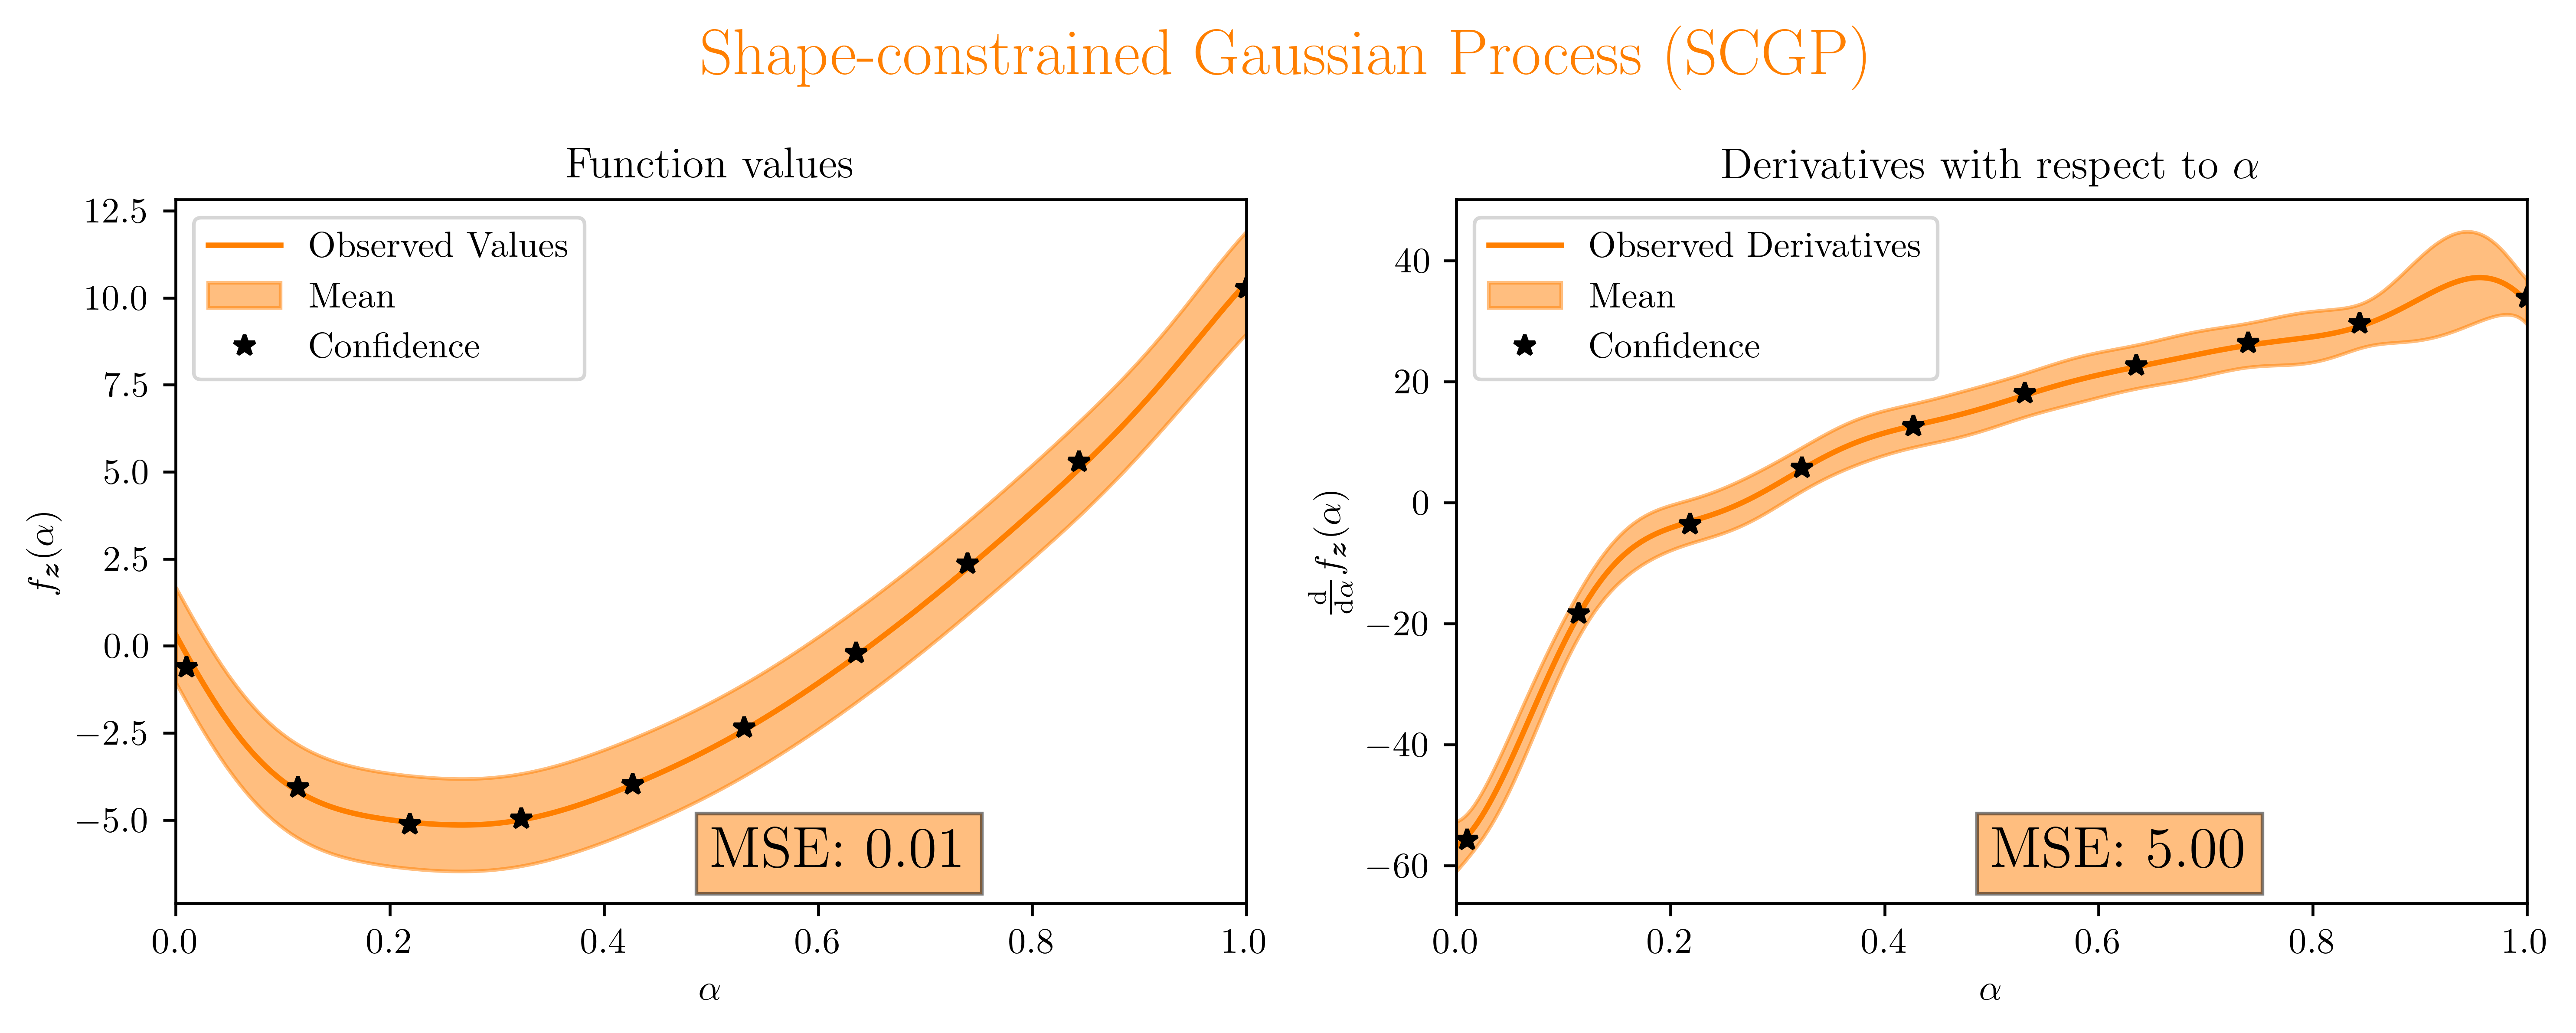 Shape-constrained Gaussian Process (SCGP)
Function values
12.5
10.0
7.5
5.0
2.5
0.0
−2.5
−5.0
f_z(α)
Observed Values
Mean
Confidence
MSE: 0.01
0.0 0.2 0.4 0.6 0.8 1.0
α
Derivatives with respect to α
40
20
0
−20
−40
−60
d/dα f_z(α)
Observed Derivatives
Mean
Confidence
MSE: 5.00
0.0 0.2 0.4 0.6 0.8 1.0
α